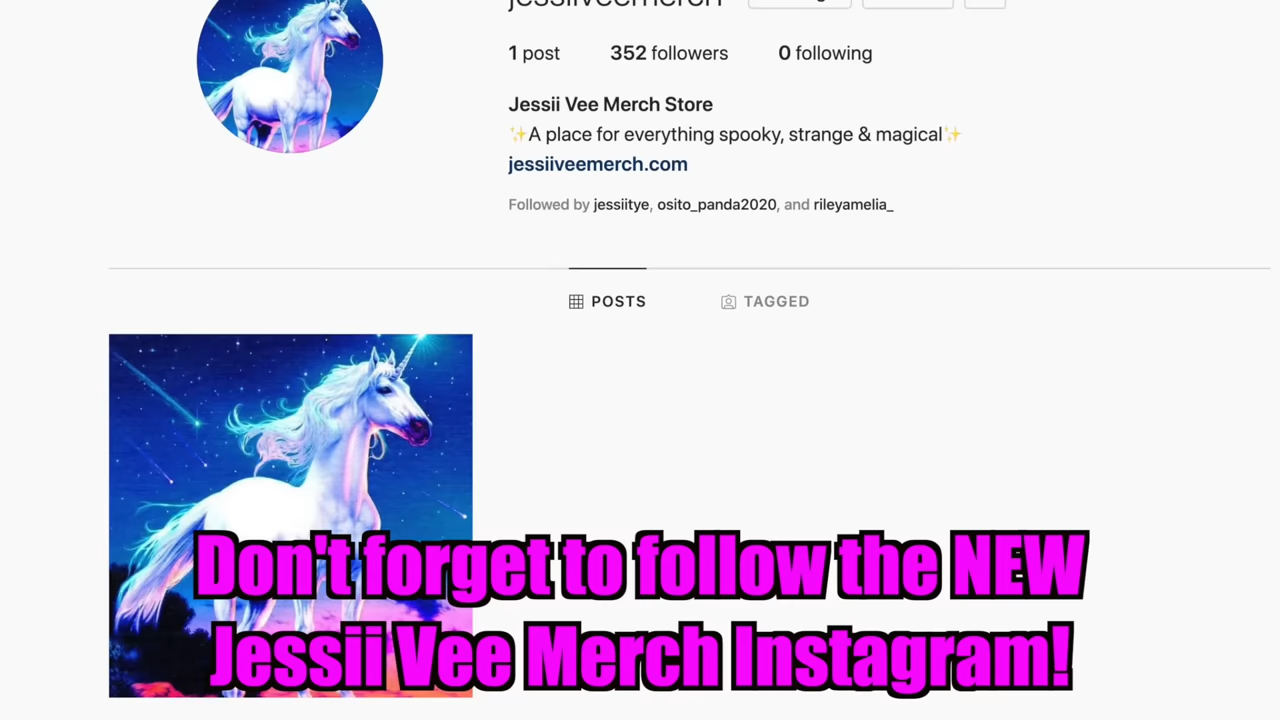 jessiiveemerch
1 post 352 followers 0 following
Jessii Vee Merch Store
✨A place for everything spooky, strange & magical✨
jessiiveemerch.com
Followed by jessiitye, osito_panda2020, and rileyamelia_
POSTS TAGGED
Don't forget to follow the NEW
Jessii Vee Merch Instagram!